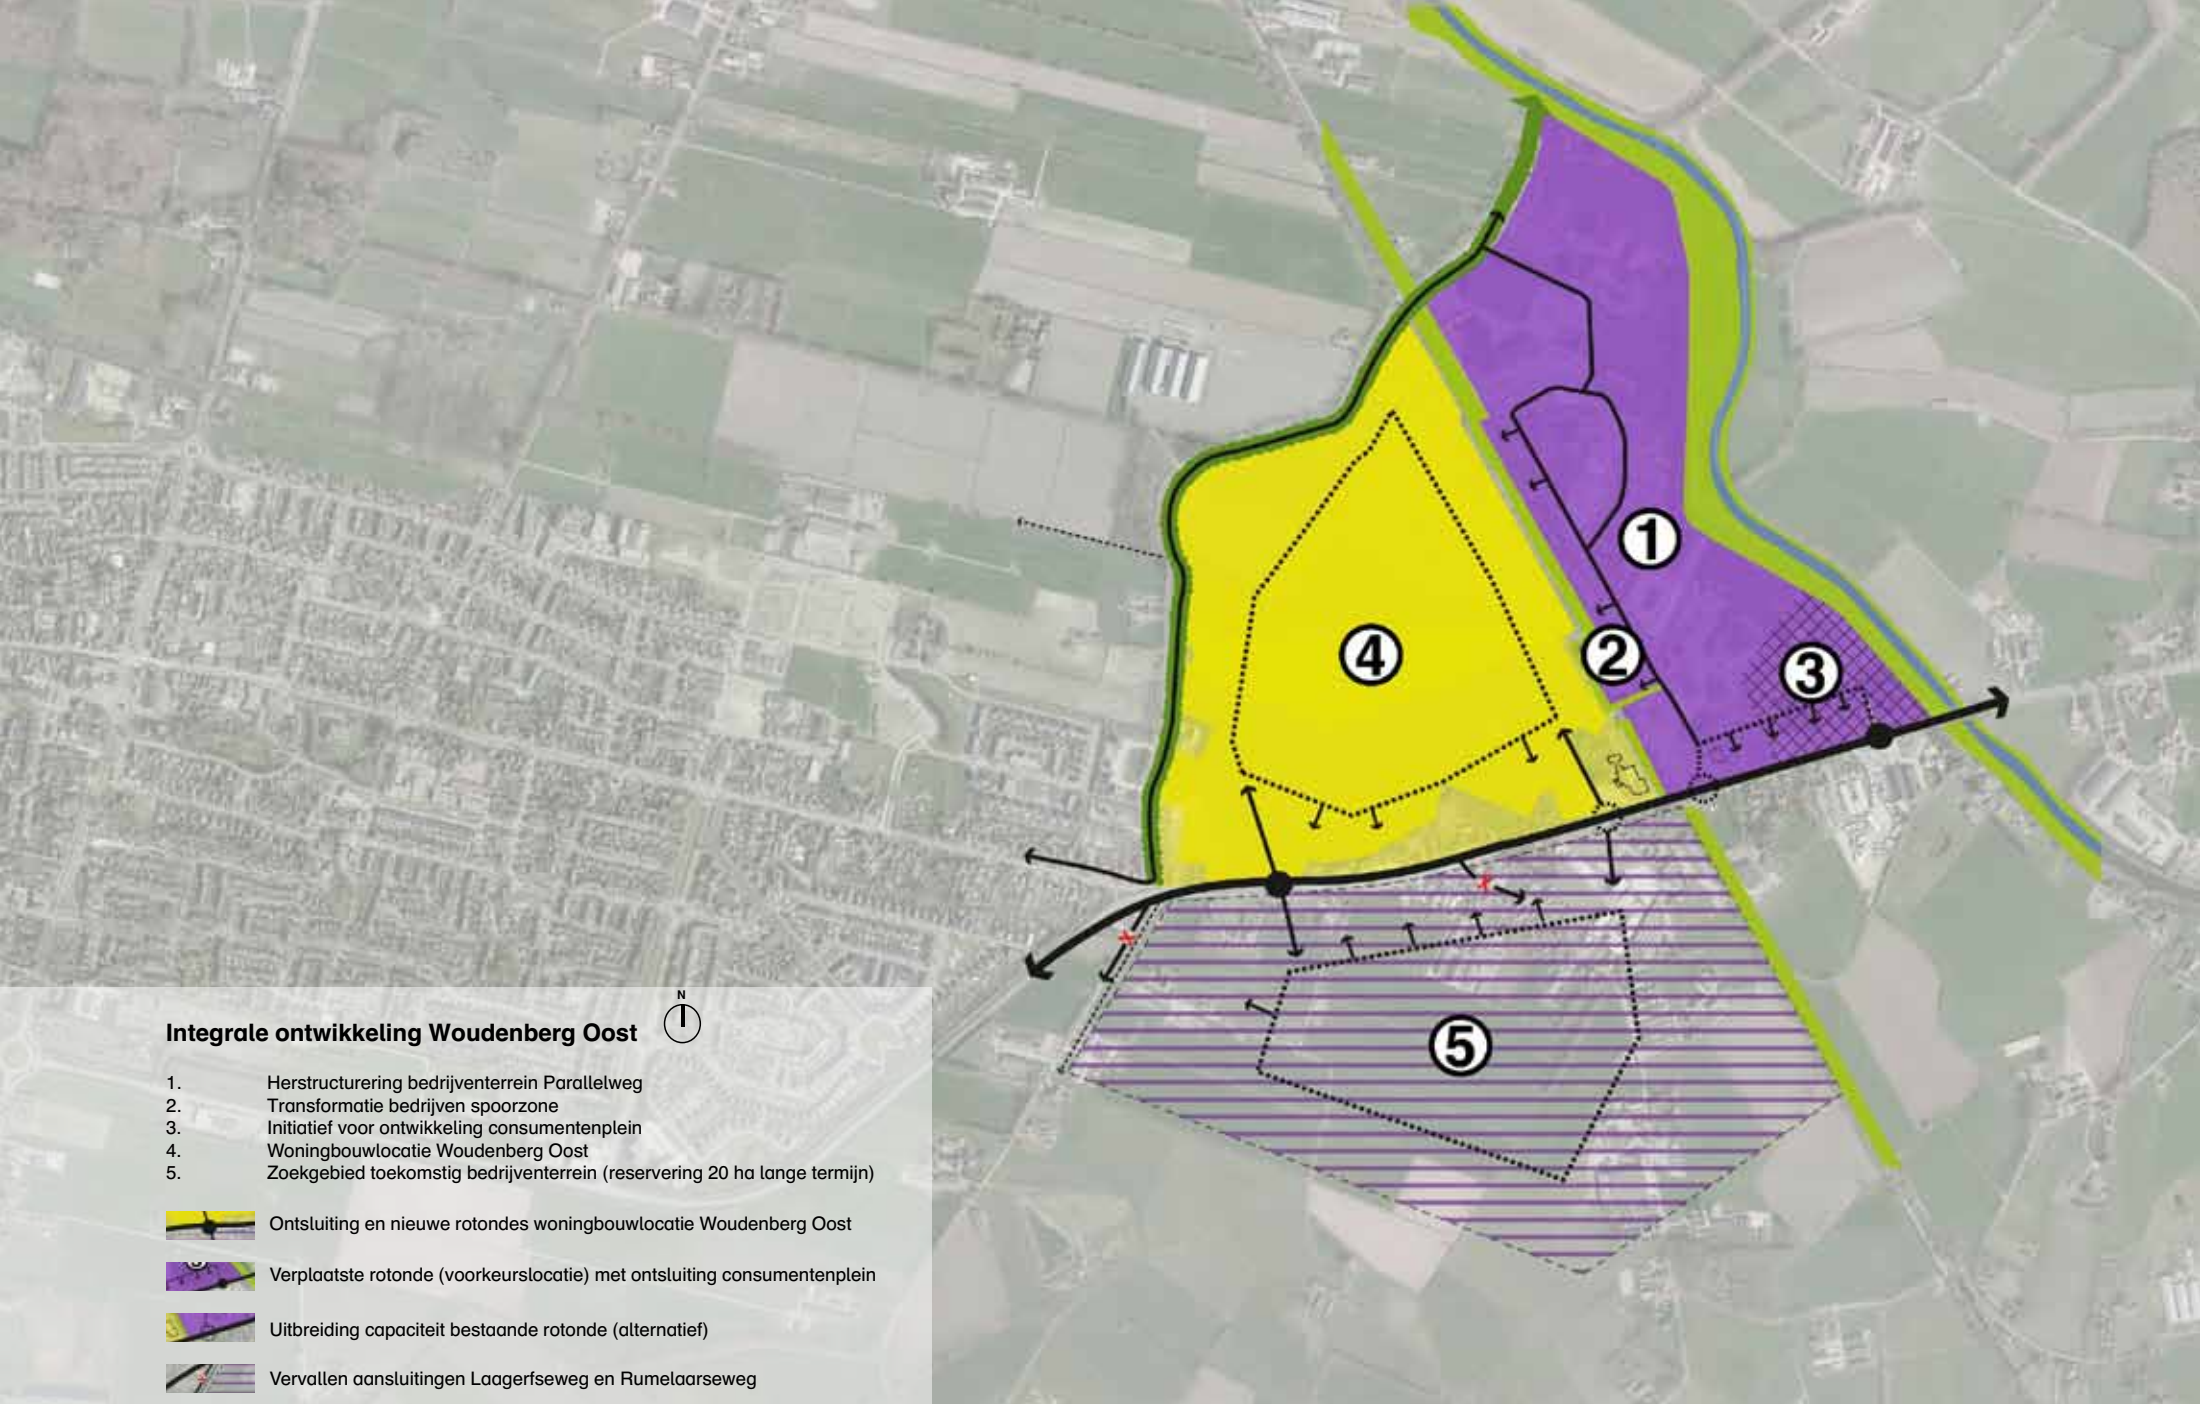 1
2
3
4
5
N
Integrale ontwikkeling Woudenberg Oost
1. Herstructurering bedrijventerrein Parallelweg
2. Transformatie bedrijven spoorzone
3. Initiatief voor ontwikkeling consumentenplein
4. Woningbouwlocatie Woudenberg Oost
5. Zoekgebied toekomstig bedrijventerrein (reservering 20 ha lange termijn)
Ontsluiting en nieuwe rotondes woningbouwlocatie Woudenberg Oost
Verplaatste rotonde (voorkeurslocatie) met ontsluiting consumentenplein
Uitbreiding capaciteit bestaande rotonde (alternatief)
Vervallen aansluitingen Laagerfseweg en Rumelaarseweg